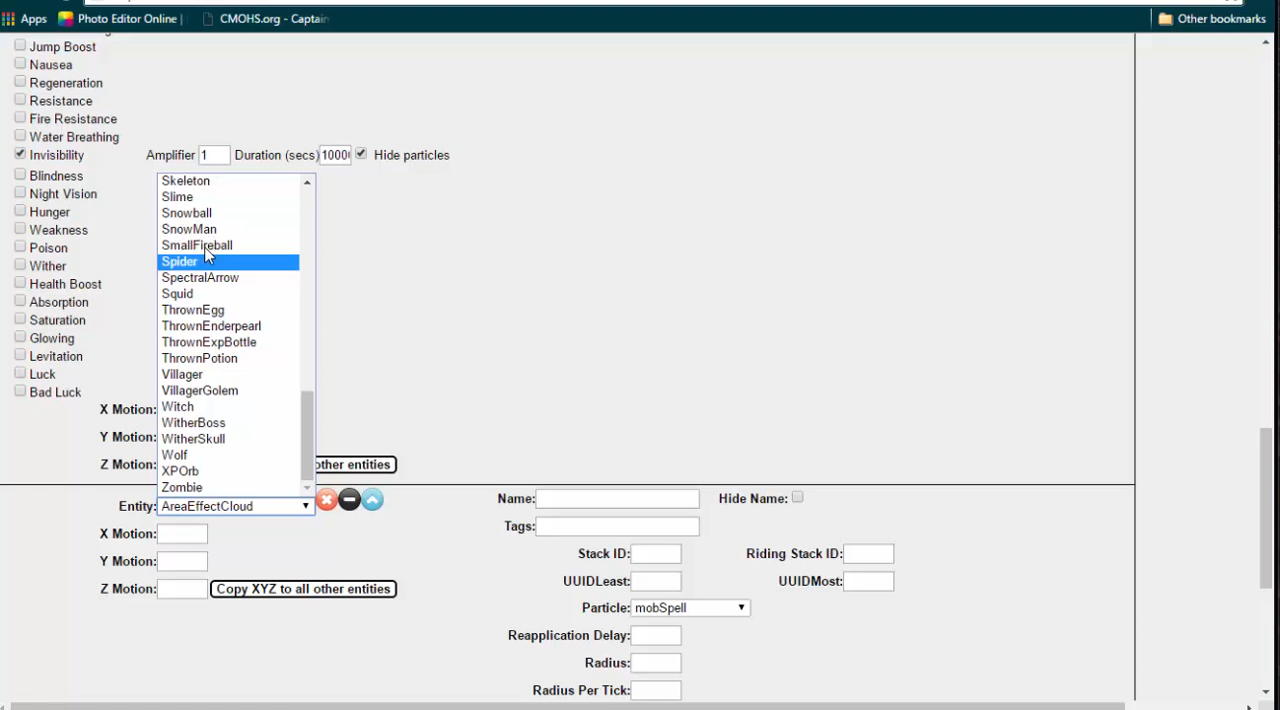 Apps Photo Editor Online | CMOHS.org - Captain Other bookmarks
Jump Boost
Nausea
Regeneration
Resistance
Fire Resistance
Water Breathing
Invisibility Amplifier 1 Duration (secs) 1000 Hide particles
Blindness
Night Vision
Hunger
Weakness
Poison
Wither
Health Boost
Absorption
Saturation
Glowing
Levitation
Luck
Bad Luck
Skeleton
Slime
Snowball
SnowMan
SmallFireball
Spider
SpectralArrow
Squid
ThrownEgg
ThrownEnderpearl
ThrownExpBottle
ThrownPotion
Villager
VillagerGolem
Witch
WitherBoss
WitherSkull
Wolf
XPOrb
Zombie
X Motion:
Y Motion:
Z Motion: other entities
Entity: AreaEffectCloud Name: Hide Name:
X Motion: Tags:
Y Motion: Stack ID: Riding Stack ID:
Z Motion: Copy XYZ to all other entities UUIDLeast: UUIDMost:
Particle: mobSpell
Reapplication Delay:
Radius:
Radius Per Tick: